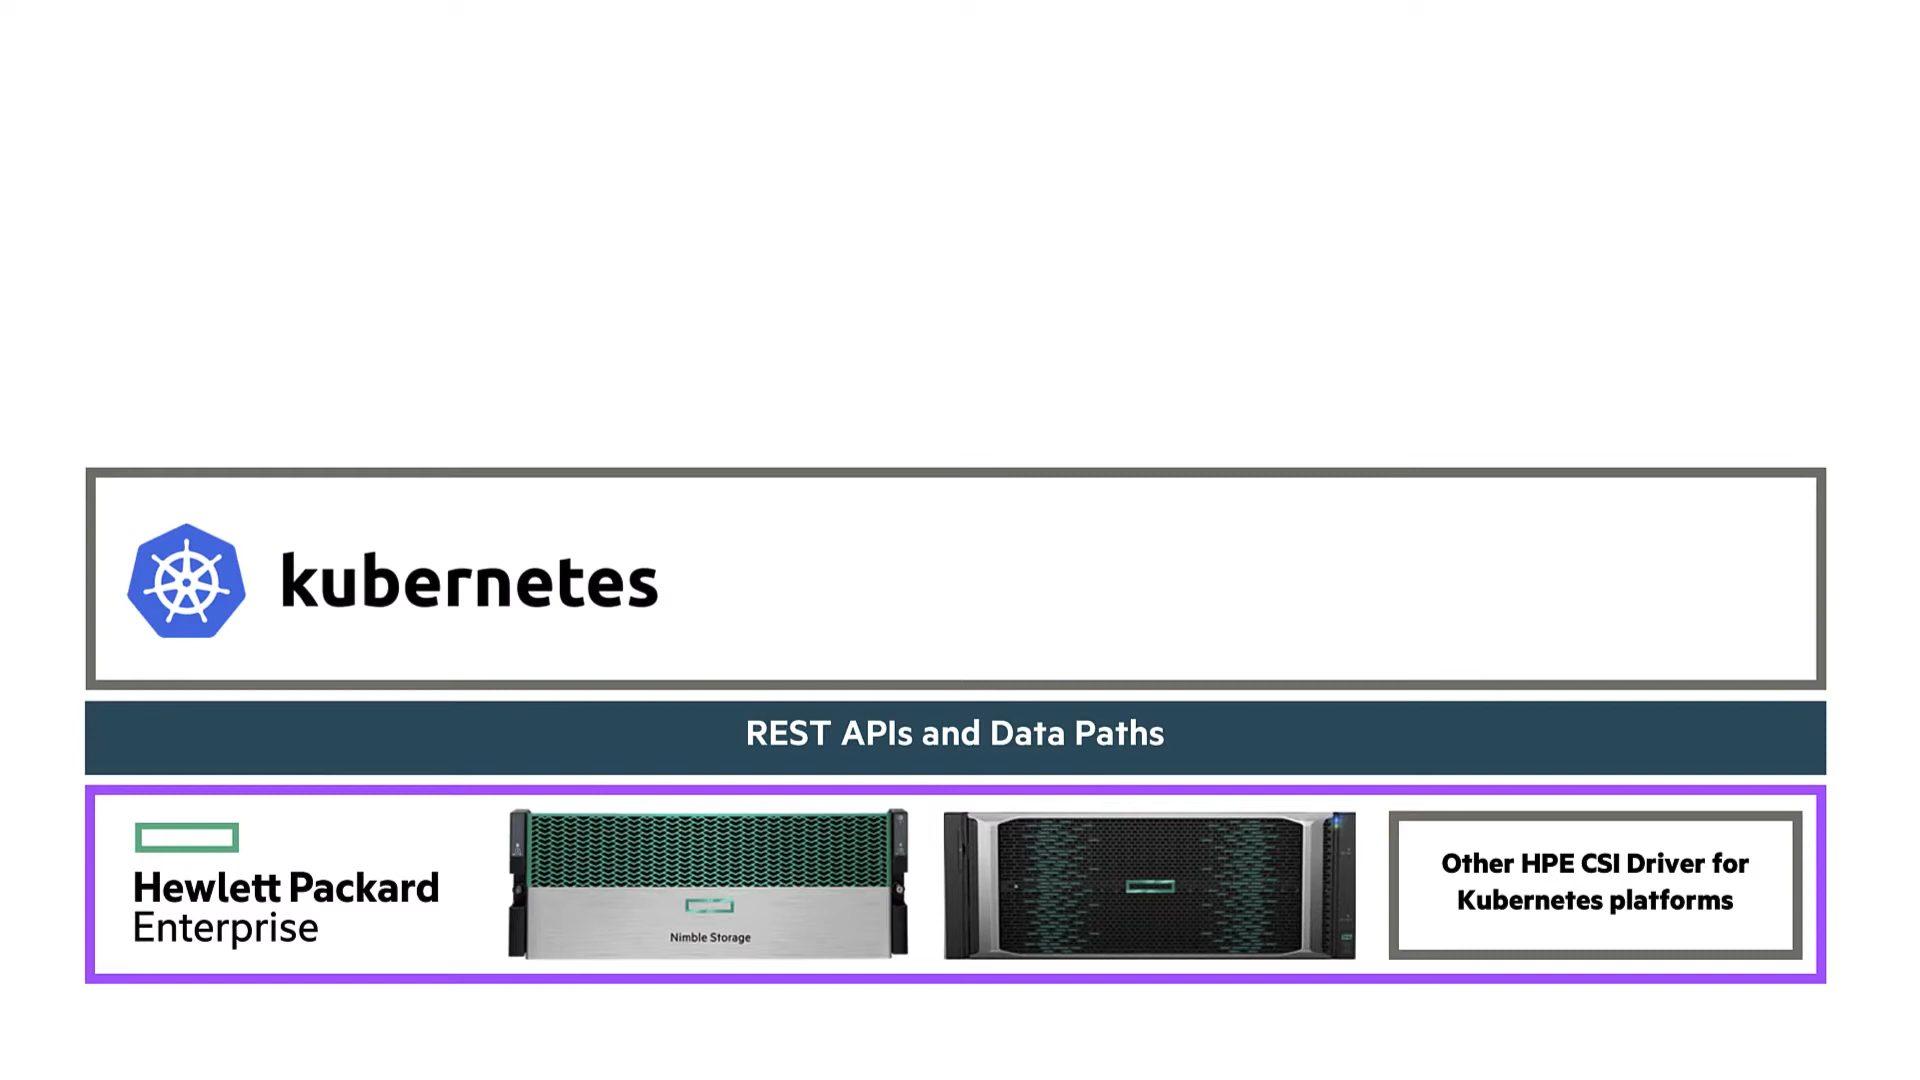 kubernetes
REST APIs and Data Paths
Hewlett Packard
Enterprise
Nimble Storage
Other HPE CSI Driver for
Kubernetes platforms